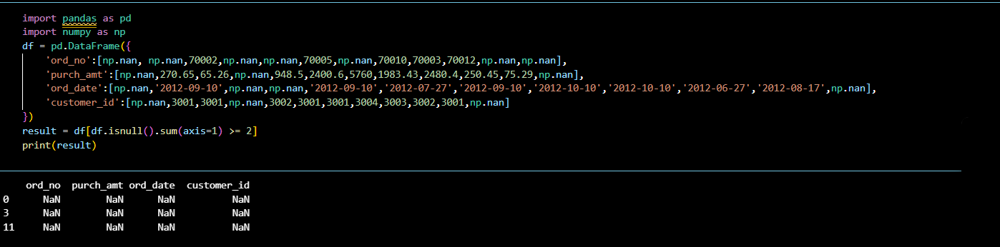 import pandas as pd
import numpy as np
df = pd.DataFrame({
    'ord_no':[np.nan, np.nan,70002,np.nan,np.nan,70005,np.nan,70010,70003,70012,np.nan,np.nan],
    'purch_amt':[np.nan,270.65,65.26,np.nan,948.5,2400.6,5760,1983.43,2480.4,250.45,75.29,np.nan],
    'ord_date':[np.nan,'2012-09-10',np.nan,np.nan,'2012-09-10','2012-07-27','2012-09-10','2012-10-10','2012-10-10','2012-06-27','2012-08-17',np.nan],
    'customer_id':[np.nan,3001,3001,np.nan,3002,3001,3001,3004,3003,3002,3001,np.nan]
})
result = df[df.isnull().sum(axis=1) >= 2]
print(result)
    ord_no  purch_amt ord_date  customer_id
0      NaN        NaN      NaN          NaN
3      NaN        NaN      NaN          NaN
11     NaN        NaN      NaN          NaN